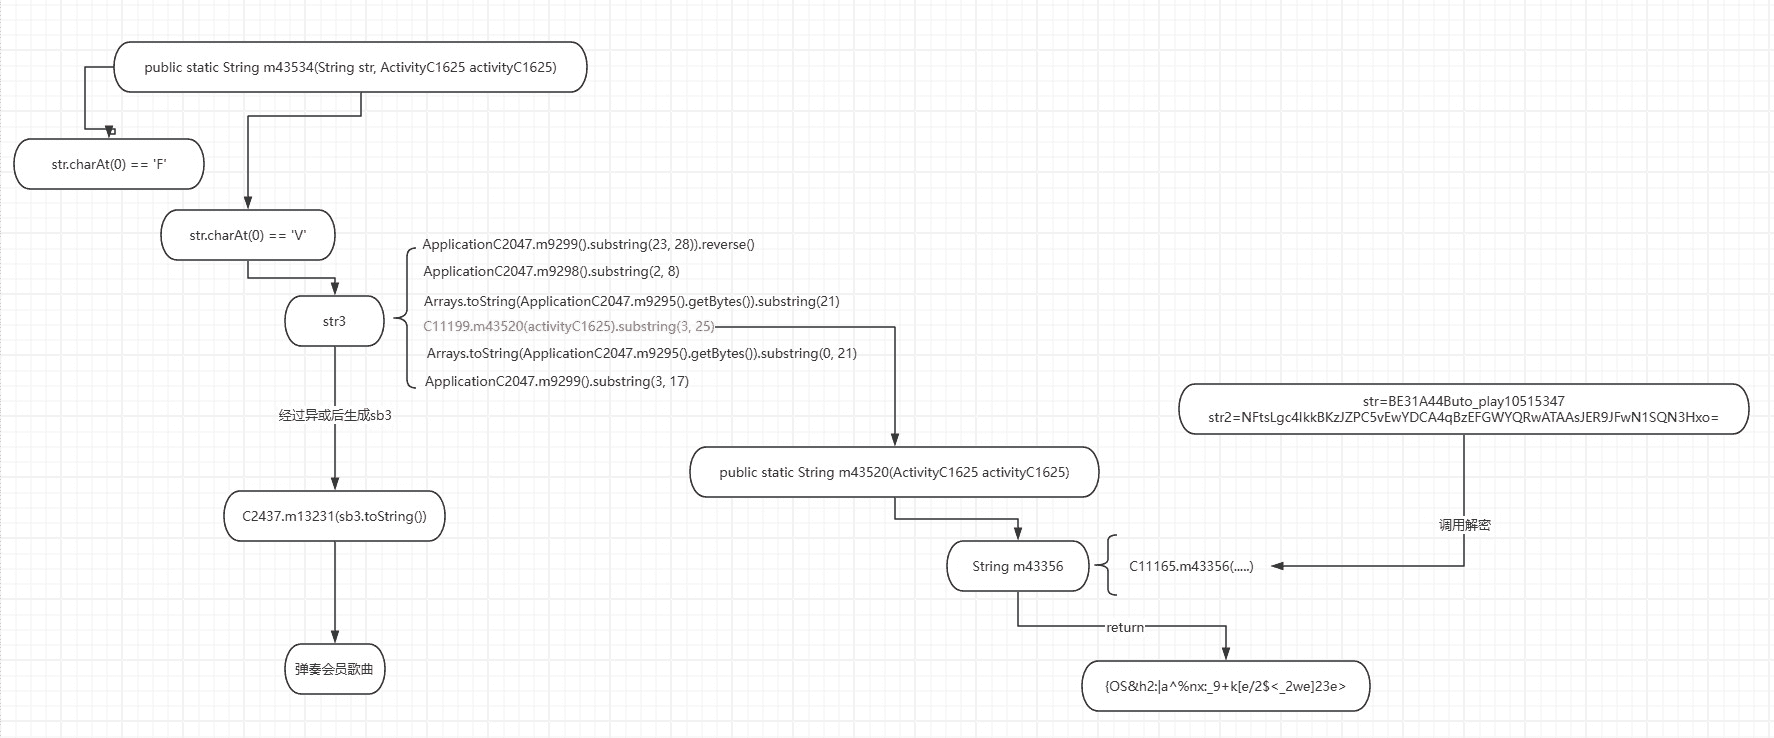 public static String m43534(String str, ActivityC1625 activityC1625)
str.charAt(0) == 'F'
str.charAt(0) == 'V'
str3
ApplicationC2047.m9299().substring(23, 28)).reverse()
ApplicationC2047.m9298().substring(2, 8)
Arrays.toString(ApplicationC2047.m9295().getBytes()).substring(21)
C11199.m43520(activityC1625).substring(3, 25)
Arrays.toString(ApplicationC2047.m9295().getBytes()).substring(0, 21)
ApplicationC2047.m9299().substring(3, 17)
经过异或后生成sb3
C2437.m13231(sb3.toString())
弹奏会员歌曲
public static String m43520(ActivityC1625 activityC1625)
str=BE31A44Buto_play10515347
str2=NFtsLgc4IkkBKzJZPC5vEwYDCA4qBzEFGWYQRwATAAsJER9JFwN1SQN3Hxo=
调用解密
String m43356
C11165.m43356(.....)
return
{OS&h2:|a^%nx:_9+k[e/2$<_2we]23e>